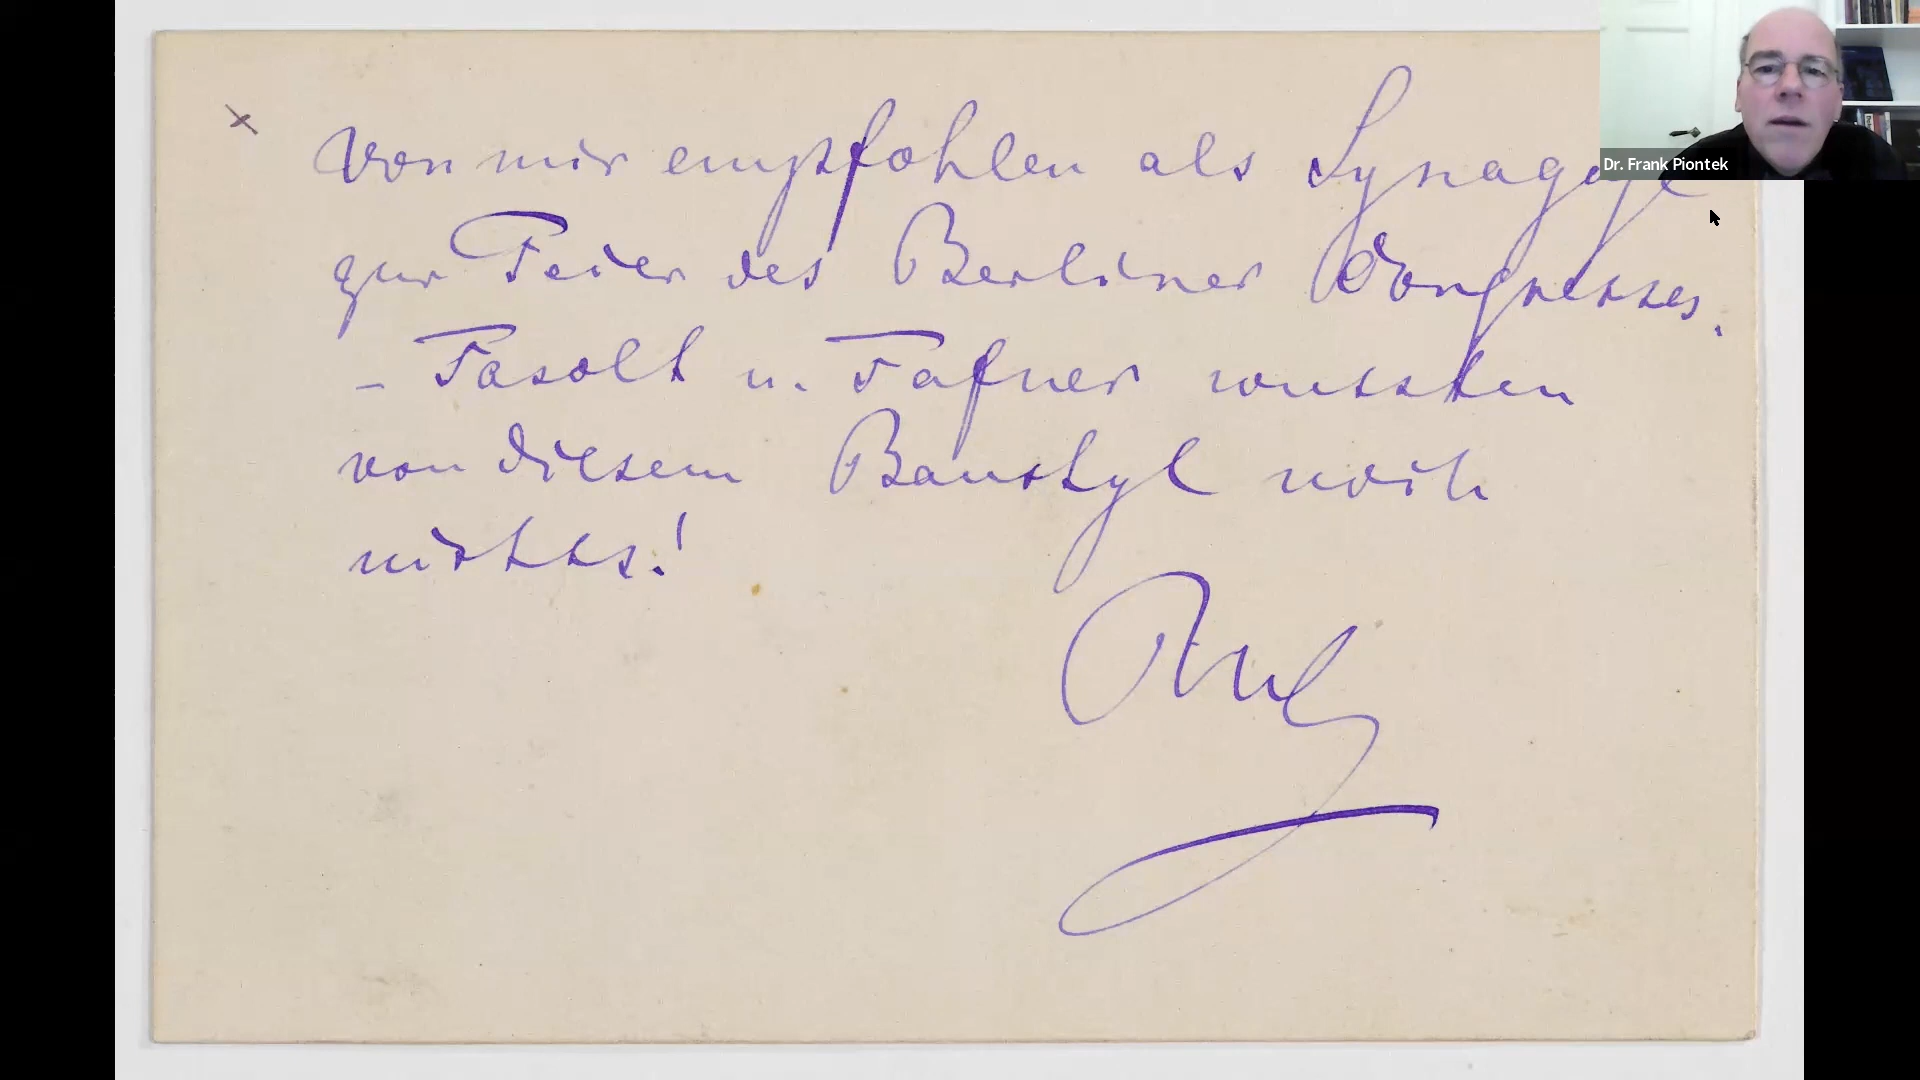 Von mir empfohlen als Synagoge
zur Feier des Berliner Congresses.
- Fasolt u. Fafner wussten
von diesem Baustyl noch
nichts!
Dr. Frank Piontek